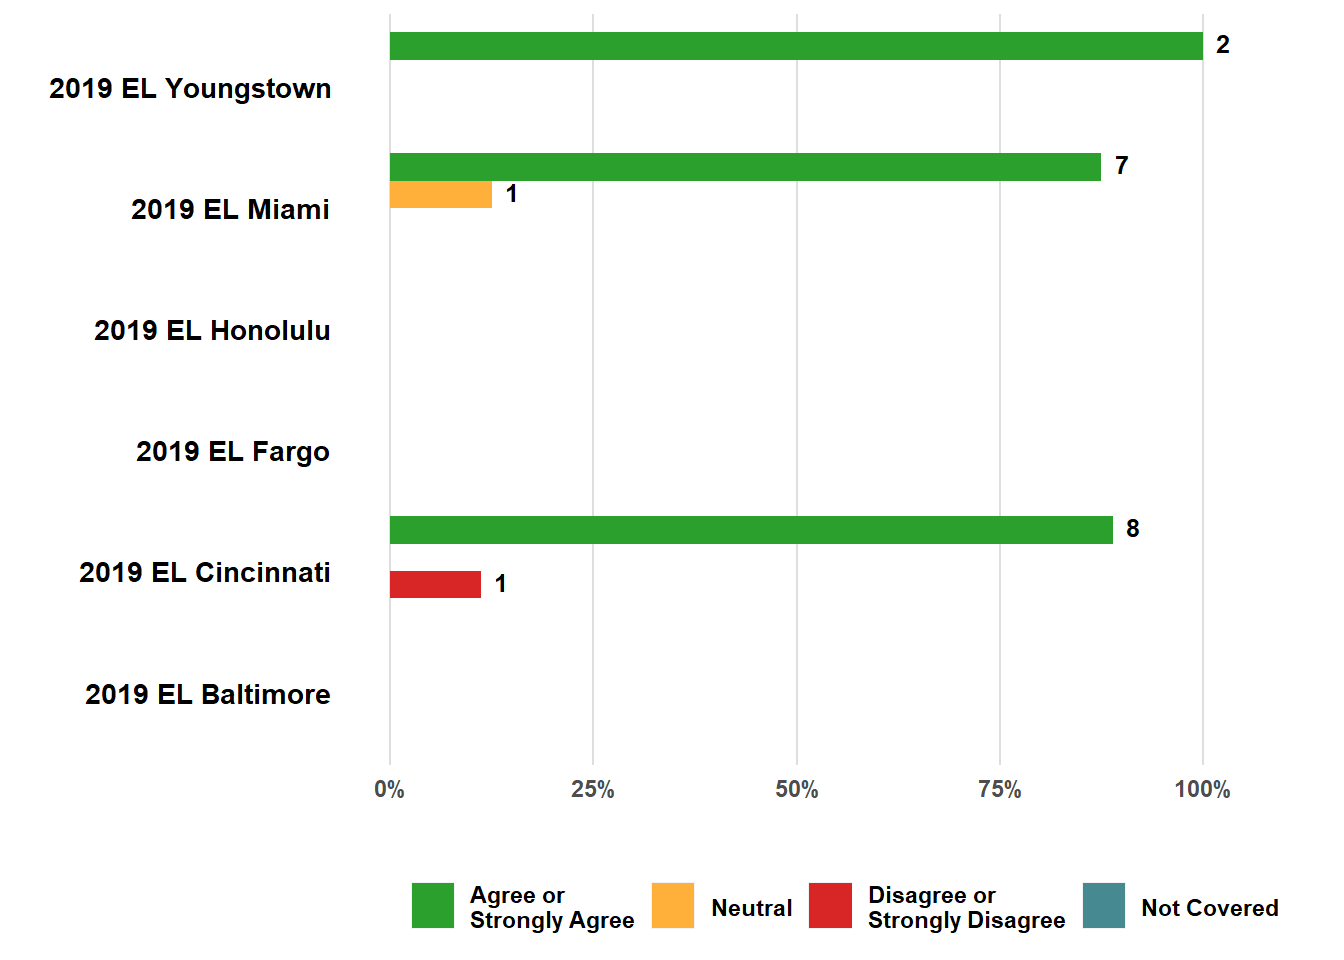 2
2019 EL Youngstown
7
1
2019 EL Miami
2019 EL Honolulu
2019 EL Fargo
8
2019 EL Cincinnati
1
2019 EL Baltimore
0% 25% 50% 75% 100%
Agree or
Strongly Agree
Neutral
Disagree or
Strongly Disagree
Not Covered